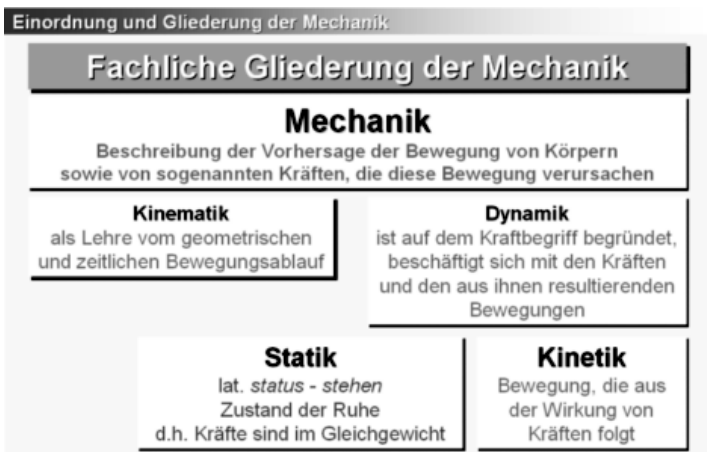 Einordnung und Gliederung der Mechanik
Fachliche Gliederung der Mechanik
Mechanik
Beschreibung der Vorhersage der Bewegung von Körpern
sowie von sogenannten Kräften, die diese Bewegung verursachen
Kinematik
als Lehre vom geometrischen
und zeitlichen Bewegungsablauf
Dynamik
ist auf dem Kraftbegriff begründet,
beschäftigt sich mit den Kräften
und den aus ihnen resultierenden
Bewegungen
Statik
lat. status - stehen
Zustand der Ruhe
d.h. Kräfte sind im Gleichgewicht
Kinetik
Bewegung, die aus
der Wirkung von
Kräften folgt